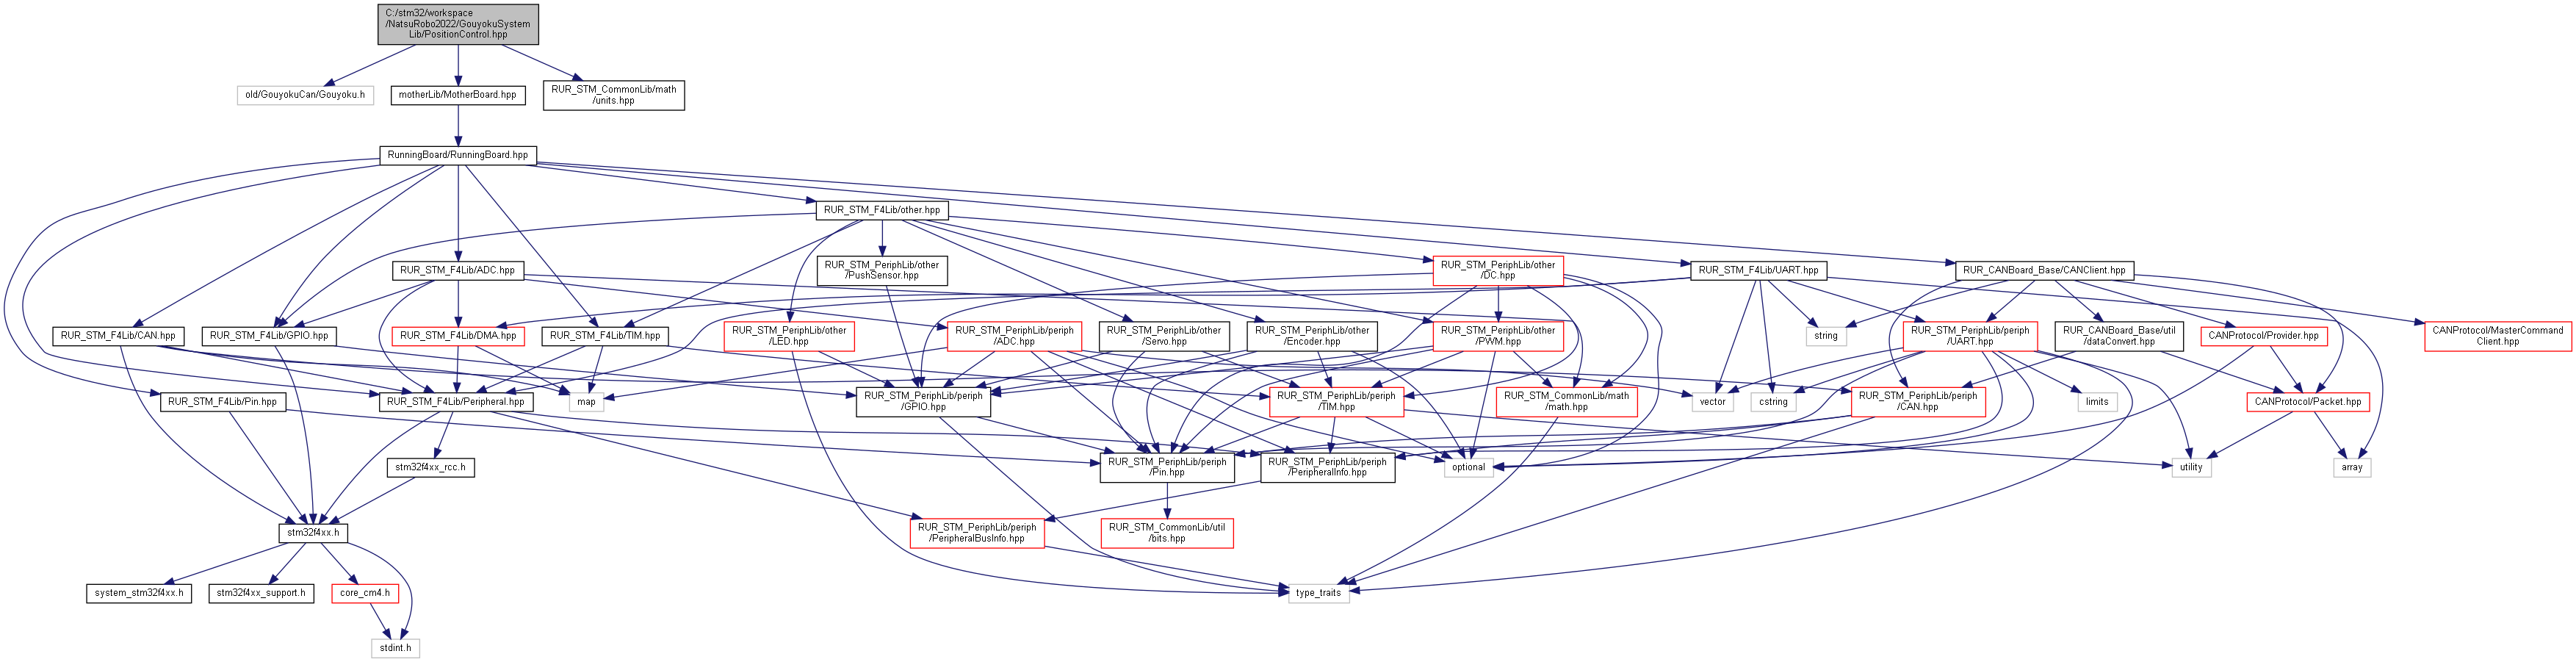 C:/stm32/workspace
/NatsuRobo2022/GouyokuSystem
Lib/PositionControl.hpp
old/GouyokuCan/Gouyoku.h
motherLib/MotherBoard.hpp
RUR_STM_CommonLib/math
/units.hpp
RunningBoard/RunningBoard.hpp
RUR_STM_F4Lib/other.hpp
RUR_STM_F4Lib/ADC.hpp
RUR_STM_PeriphLib/other
/PushSensor.hpp
RUR_STM_PeriphLib/other
/DC.hpp
RUR_STM_F4Lib/UART.hpp
RUR_CANBoard_Base/CANClient.hpp
RUR_STM_F4Lib/CAN.hpp
RUR_STM_F4Lib/GPIO.hpp
RUR_STM_F4Lib/DMA.hpp
RUR_STM_F4Lib/TIM.hpp
RUR_STM_PeriphLib/other
/LED.hpp
RUR_STM_PeriphLib/periph
/ADC.hpp
RUR_STM_PeriphLib/other
/Servo.hpp
RUR_STM_PeriphLib/other
/Encoder.hpp
RUR_STM_PeriphLib/other
/PWM.hpp
string
RUR_STM_PeriphLib/periph
/UART.hpp
RUR_CANBoard_Base/util
/dataConvert.hpp
CANProtocol/Provider.hpp
CANProtocol/MasterCommand
Client.hpp
RUR_STM_F4Lib/Pin.hpp
RUR_STM_F4Lib/Peripheral.hpp
map
RUR_STM_PeriphLib/periph
/GPIO.hpp
RUR_STM_PeriphLib/periph
/TIM.hpp
RUR_STM_CommonLib/math
/math.hpp
vector
cstring
RUR_STM_PeriphLib/periph
/CAN.hpp
limits
CANProtocol/Packet.hpp
stm32f4xx_rcc.h
RUR_STM_PeriphLib/periph
/Pin.hpp
RUR_STM_PeriphLib/periph
/PeripheralInfo.hpp
optional
utility
array
stm32f4xx.h
RUR_STM_PeriphLib/periph
/PeripheralBusInfo.hpp
RUR_STM_CommonLib/util
/bits.hpp
system_stm32f4xx.h
stm32f4xx_support.h
core_cm4.h
type_traits
stdint.h